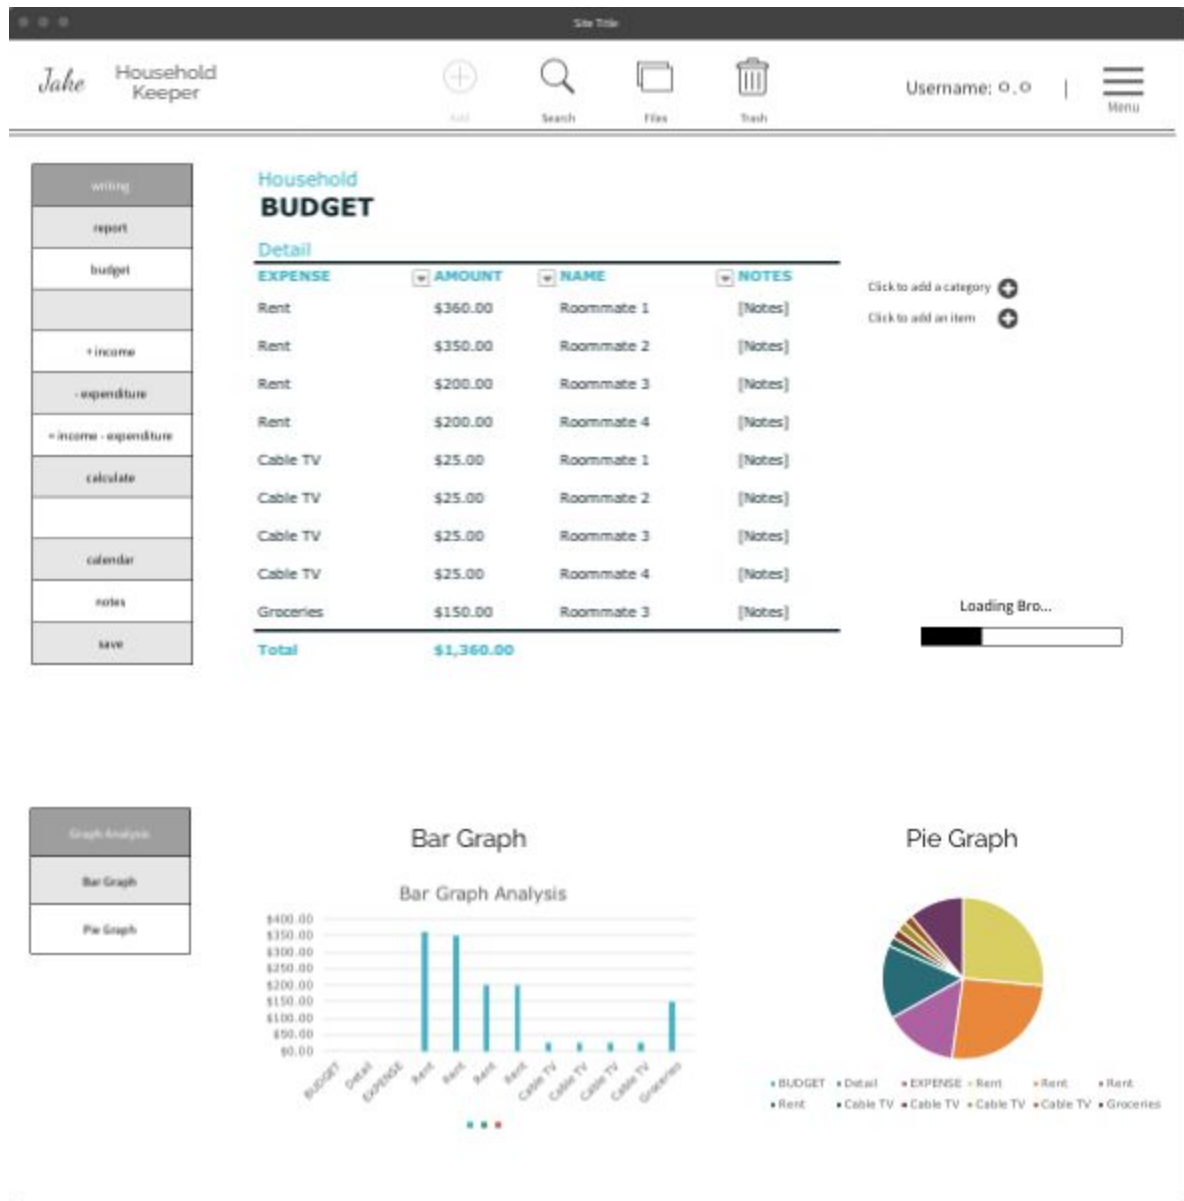 Site Title
Jake
Household
Keeper
Add
Search
Files
Trash
Username: o.o
|
Menu
writing
report
budget
+ income
- expenditure
= income - expenditure
calculate
calendar
notes
save
Household
BUDGET
Detail
EXPENSE AMOUNT NAME NOTES
Rent $360.00 Roommate 1 [Notes]
Rent $350.00 Roommate 2 [Notes]
Rent $200.00 Roommate 3 [Notes]
Rent $200.00 Roommate 4 [Notes]
Cable TV $25.00 Roommate 1 [Notes]
Cable TV $25.00 Roommate 2 [Notes]
Cable TV $25.00 Roommate 3 [Notes]
Cable TV $25.00 Roommate 4 [Notes]
Groceries $150.00 Roommate 3 [Notes]
Total $1,360.00
Click to add a category
Click to add an item
Loading Bro...
Graph Analysis
Bar Graph
Pie Graph
Bar Graph
Bar Graph Analysis
$400.00
$350.00
$300.00
$250.00
$200.00
$150.00
$100.00
$50.00
$0.00
BUDGET Detail EXPENSE Rent Rent Rent Rent Cable TV Cable TV Cable TV Cable TV Groceries
Pie Graph
BUDGET Detail EXPENSE Rent Rent Rent
Rent Cable TV Cable TV Cable TV Cable TV Groceries